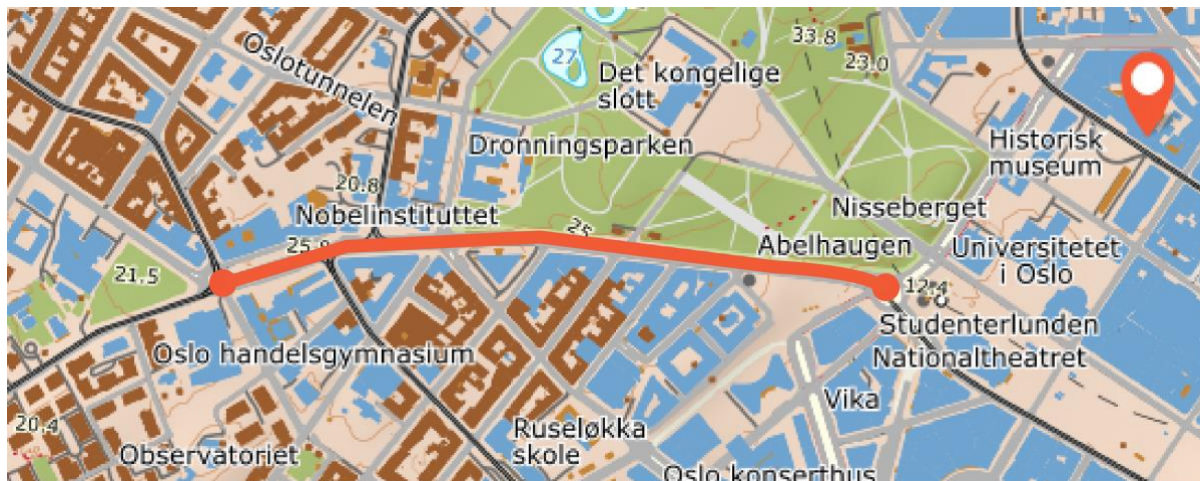 Oslotunnelen
27
Det kongelige
slott
33.8
23.0
Historisk
museum
Dronningsparken
20.8
Nobelinstituttet
25
Nisseberget
25.8
Abelhaugen
Universitetet
i Oslo
21.5
12.4
Studenterlunden
Nationaltheatret
Oslo handelsgymnasium
Vika
20.4
Ruseløkka
skole
Observatoriet
Oslo konserthus